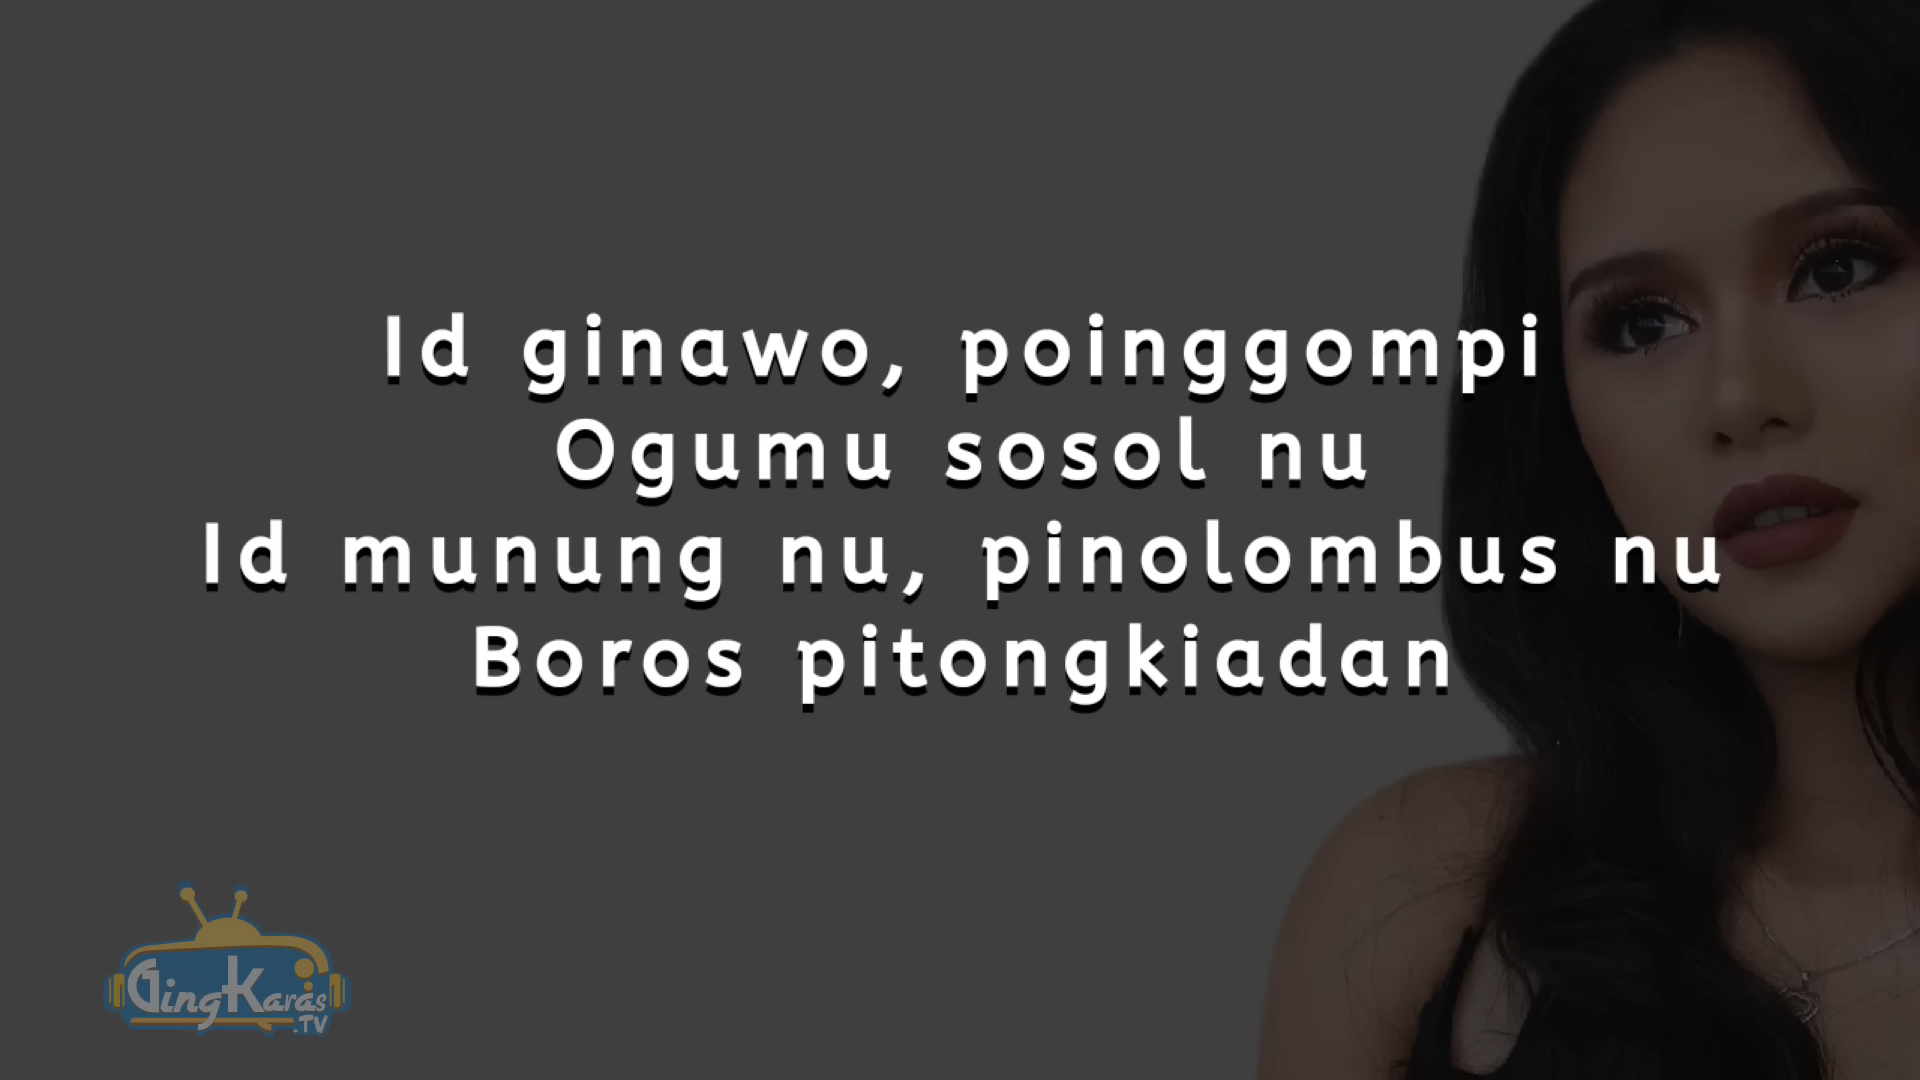 Id ginawo, poinggompi
Ogumu sosol nu
Id munung nu, pinolombus nu
Boros pitongkiadan
GingKaras
.TV